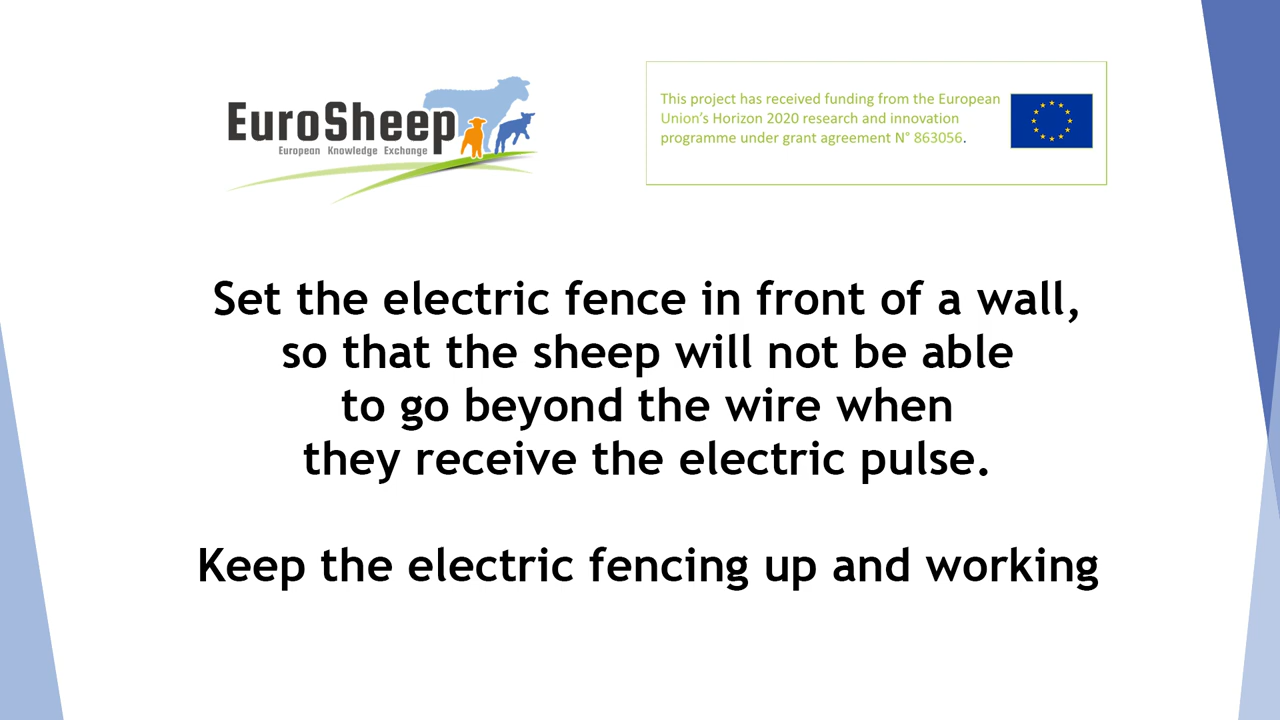 EuroSheep
European Knowledge Exchange
This project has received funding from the European
Union's Horizon 2020 research and innovation
programme under grant agreement N° 863056.
Set the electric fence in front of a wall,
so that the sheep will not be able
to go beyond the wire when
they receive the electric pulse.
Keep the electric fencing up and working